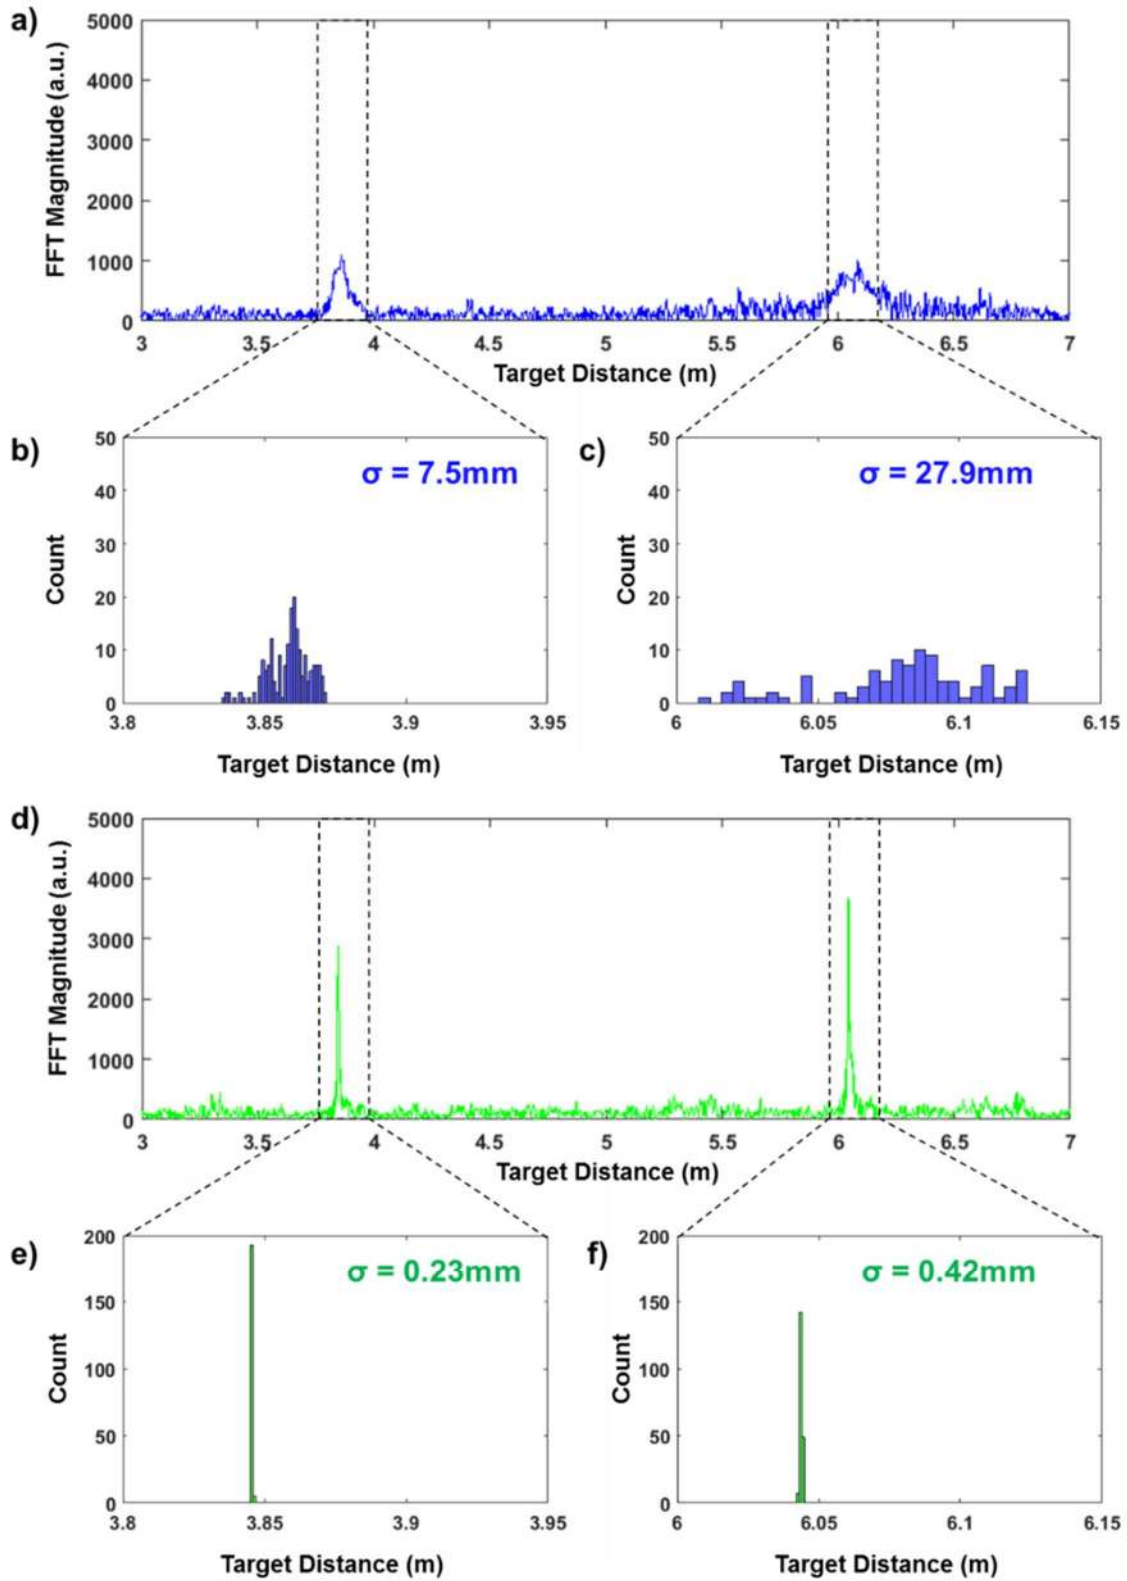 a)
5000
4000
3000
2000
1000
0
FFT Magnitude (a.u.)
3 3.5 4 4.5 5 5.5 6 6.5 7
Target Distance (m)
b)
σ = 7.5mm
50
40
30
20
10
0
Count
3.8 3.85 3.9 3.95
Target Distance (m)
c)
σ = 27.9mm
50
40
30
20
10
0
Count
6 6.05 6.1 6.15
Target Distance (m)
d)
5000
4000
3000
2000
1000
0
FFT Magnitude (a.u.)
3 3.5 4 4.5 5 5.5 6 6.5 7
Target Distance (m)
e)
σ = 0.23mm
200
150
100
50
0
Count
3.8 3.85 3.9 3.95
Target Distance (m)
f)
σ = 0.42mm
200
150
100
50
0
Count
6 6.05 6.1 6.15
Target Distance (m)